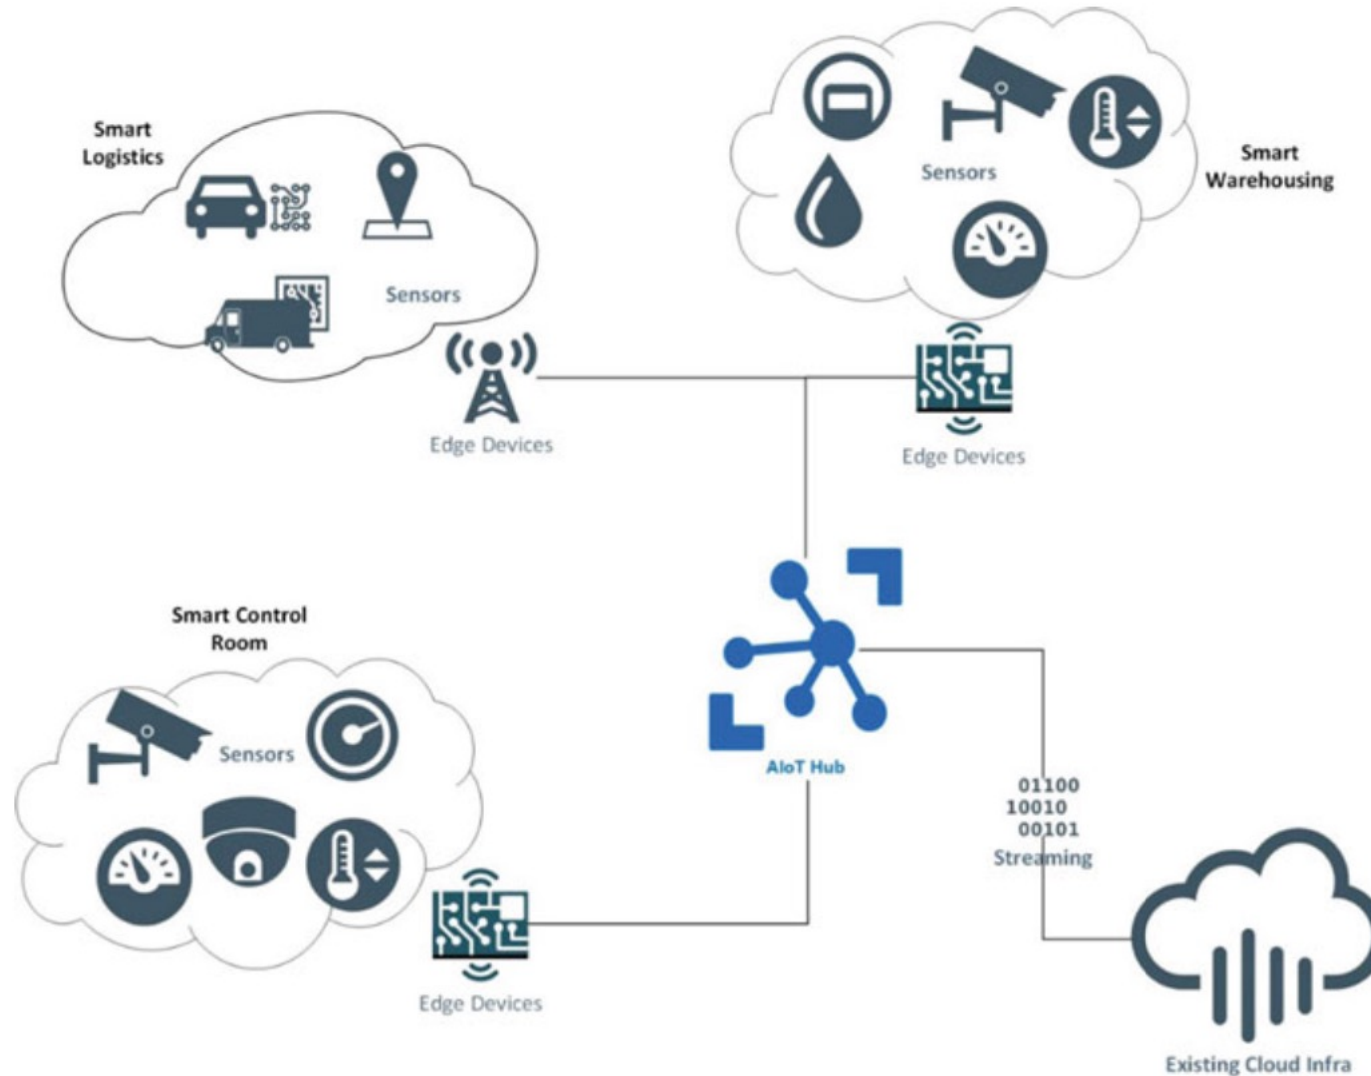 Smart
Logistics
Sensors
Edge Devices
Sensors
Smart
Warehousing
Edge Devices
Smart Control
Room
Sensors
Edge Devices
AIoT Hub
01100
10010
00101
Streaming
Existing Cloud Infra